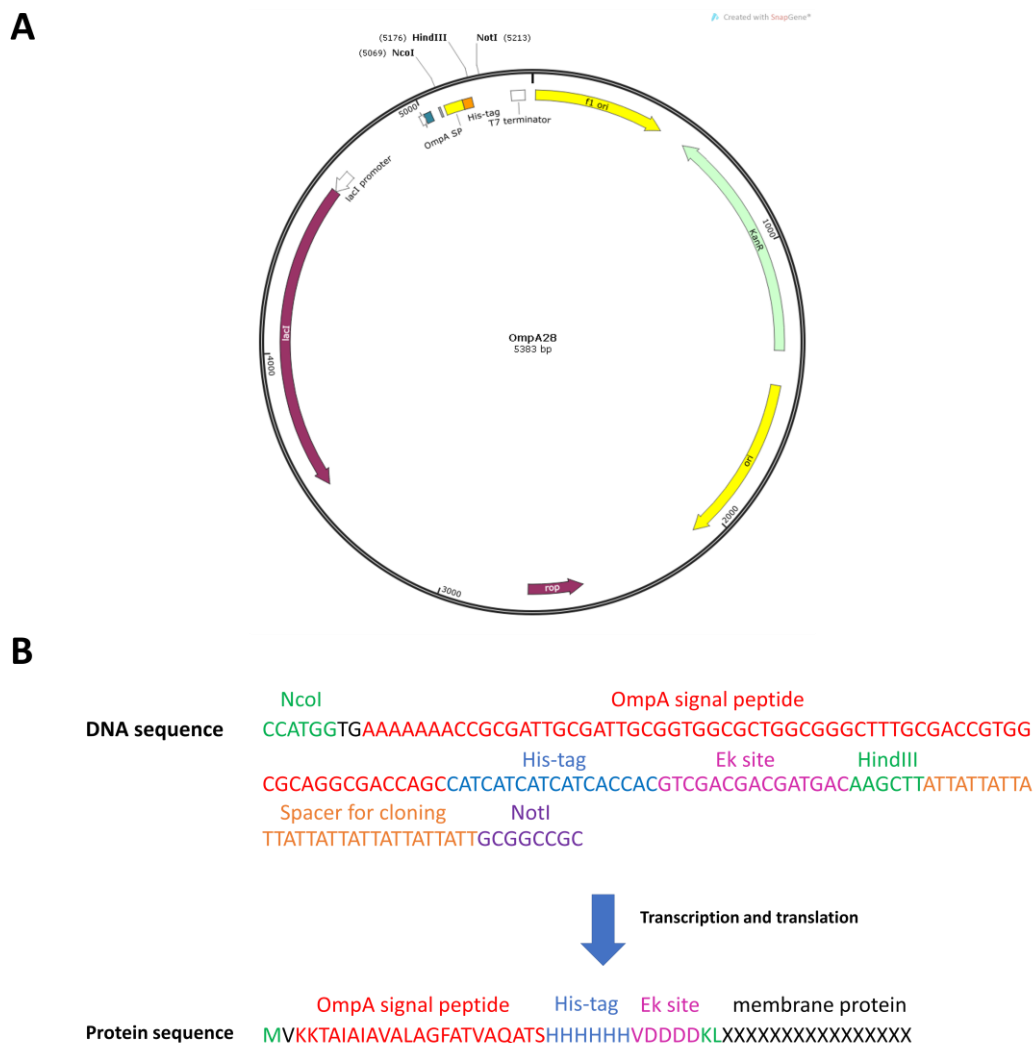 A
Created with SnapGene®
(5176) HindIII
NotI (5213)
(5069) NcoI
5000
OmpA SP
His-tag
T7 terminator
f1 ori
lacI promoter
KanR
1000
lacI
4000
OmpA28
5383 bp
ori
2000
rop
3000
B
NcoI
OmpA signal peptide
DNA sequence
CCATGGTGAAAAAAACCGCGATTGCGATTGCGGTGGCGCTGGCGGGCTTTGCGACCGTGG
His-tag
Ek site
HindIII
CGCAGGCGACCAGCCATCATCATCATCACCACGTCGACGACGATGACAAGCTTATTATTATTA
Spacer for cloning
NotI
TTATTATTATTATTATTATTGCGGCCGC
Transcription and translation
OmpA signal peptide
His-tag
Ek site
membrane protein
Protein sequence
MVKKTAIAIAVALAGFATVAQATSHHHHHHVDDDDKLXXXXXXXXXXXXXXXX